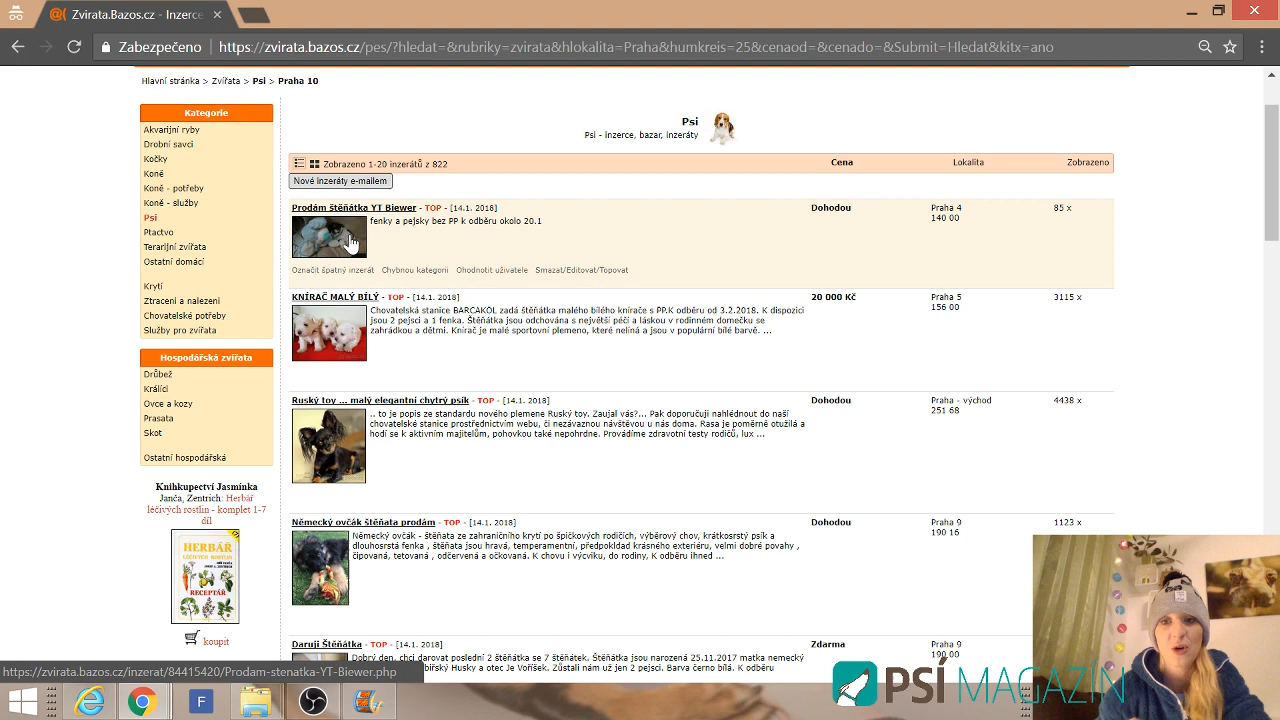 Zvirata.Bazos.cz - Inzerce
Zabezpečeno
https://zvirata.bazos.cz/pes/?hledat=&rubriky=zvirata&hlokalita=Praha&humkreis=25&cenaod=&cenado=&Submit=Hledat&kitx=ano
Hlavní stránka > Zvířata > Psi > Praha 10
Kategorie
Akvarijní ryby
Drobní savci
Kočky
Koně
Koně - potřeby
Koně - služby
Psi
Ptactvo
Terarijní zvířata
Ostatní domácí
Krytí
Ztraceni a nalezeni
Chovatelské potřeby
Služby pro zvířata
Hospodářská zvířata
Drůbež
Králíci
Ovce a kozy
Prasata
Skot
Ostatní hospodářská
Knihkupectví Jasmínka
Janča, Zentrich: Herbář
léčivých rostlin - komplet 1-7
díl
HERBÁŘ
LÉČIVÝCH ROSTLIN
RECEPTÁŘ
koupit
Psi
Psi - inzerce, bazar, inzeráty
Zobrazeno 1-20 inzerátů z 822 Cena Lokalita Zobrazeno
Nové inzeráty e-mailem
Prodám štěňátka YT Biewer - TOP - [14.1. 2018] Dohodou Praha 4 85 x
140 00
fenky a pejsky bez PP k odběru okolo 20.1
Označit špatný inzerát Chybnou kategorii Ohodnotit uživatele Smazat/Editovat/Topovat
KNÍRAČ MALÝ BÍLÝ - TOP - [14.1. 2018] 20 000 Kč Praha 5 3115 x
156 00
Chovatelská stanice BARCAKOL zadá štěňátka malého bílého knírače s PP.K odběru od 3.2.2018. K dispozici
jsou 2 pejsci a 1 fenka. Štěňátka jsou odchována s největší péčí a láskou v rodinném domečku se
zahrádkou a dětmi. Knírač je malé sportovní plemeno, které nelíná a jsou v populární bílé barvě. ...
Ruský toy ... malý elegantní chytrý psík - TOP - [14.1. 2018] Dohodou Praha - východ 4438 x
251 68
.. to je popis ze standardu nového plemene Ruský toy. Zaujal vás?... Pak doporučuji nahlédnout do naší
chovatelské stanice prostřednictvím webu, či nezávaznou návštěvou u nás doma. Rasa je poměrně otužilá a
hodí se k aktivním majitelům, pohovkou také nepohrdne. Provádíme zdravotní testy rodičů, lux ...
Německý ovčák štěňata prodám - TOP - [14.1. 2018] Dohodou Praha 9 1123 x
190 16
Německý ovčák - štěňata ze zahraničního krytí po špičkových rodičích, výběrový chov, krátkosrstý psík a
dlouhosrstá fenka , štěňata jsou hravá, temperamentní, předpoklad krásného exteriéru, velmi dobré povahy ,
čipovaná, tetovaná , odčervená a očkovaná. K chovu i výcviku, do rodiny. K odběru ihned ...
Daruji Štěňátka - TOP - [14.1. 2018] Zdarma Praha 9
190 00
Dobrý den, chci darovat poslední 2 štěňátka se 7 štěňátek. Štěňátka jsou narozená 25.11.2017 matka německý
bířský Husky a otec je Voříšek. Zůstali nám už jen 2 pejsci. Barva černo bílá. K odběru
https://zvirata.bazos.cz/inzerat/84415420/Prodam-stenatka-YT-Biewer.php
PSÍ MAGAZÍN